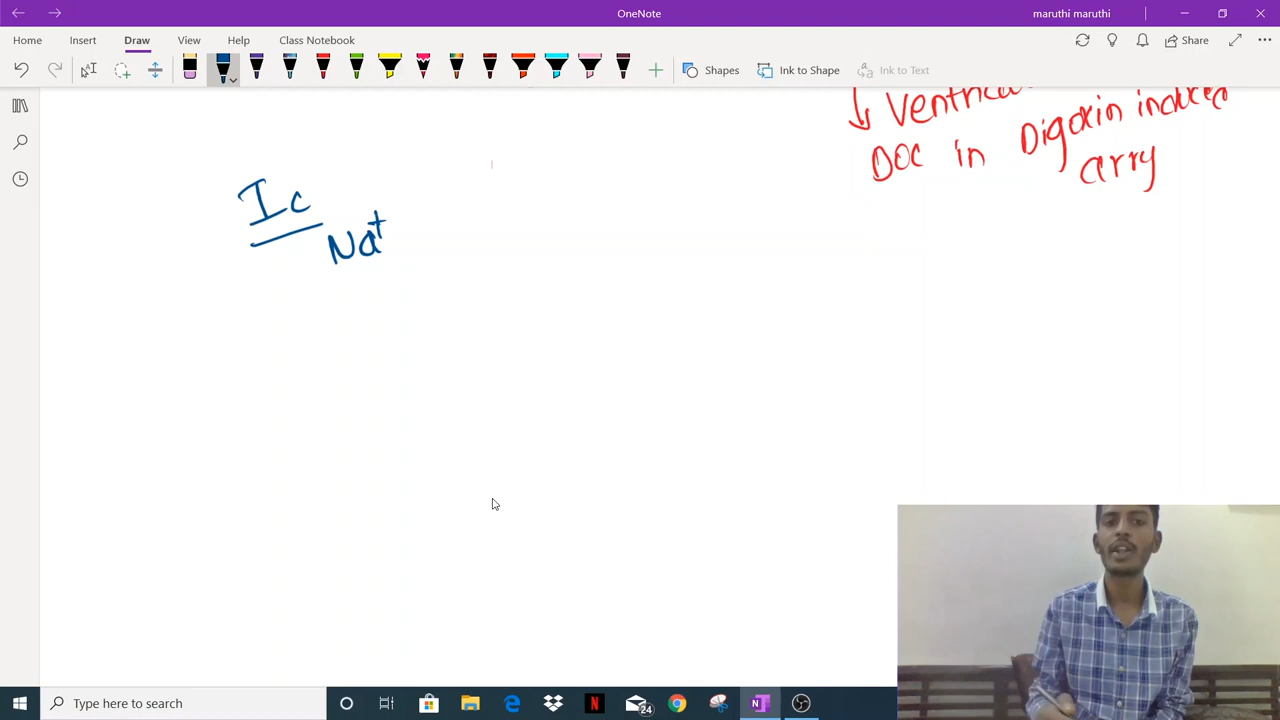 OneNote
maruthi maruthi
Home Insert Draw View Help Class Notebook
Share
Shapes Ink to Shape Ink to Text
↓ Ventricu
DOC in Digoxin induced
arry
Ic
Na+
Type here to search
24
N